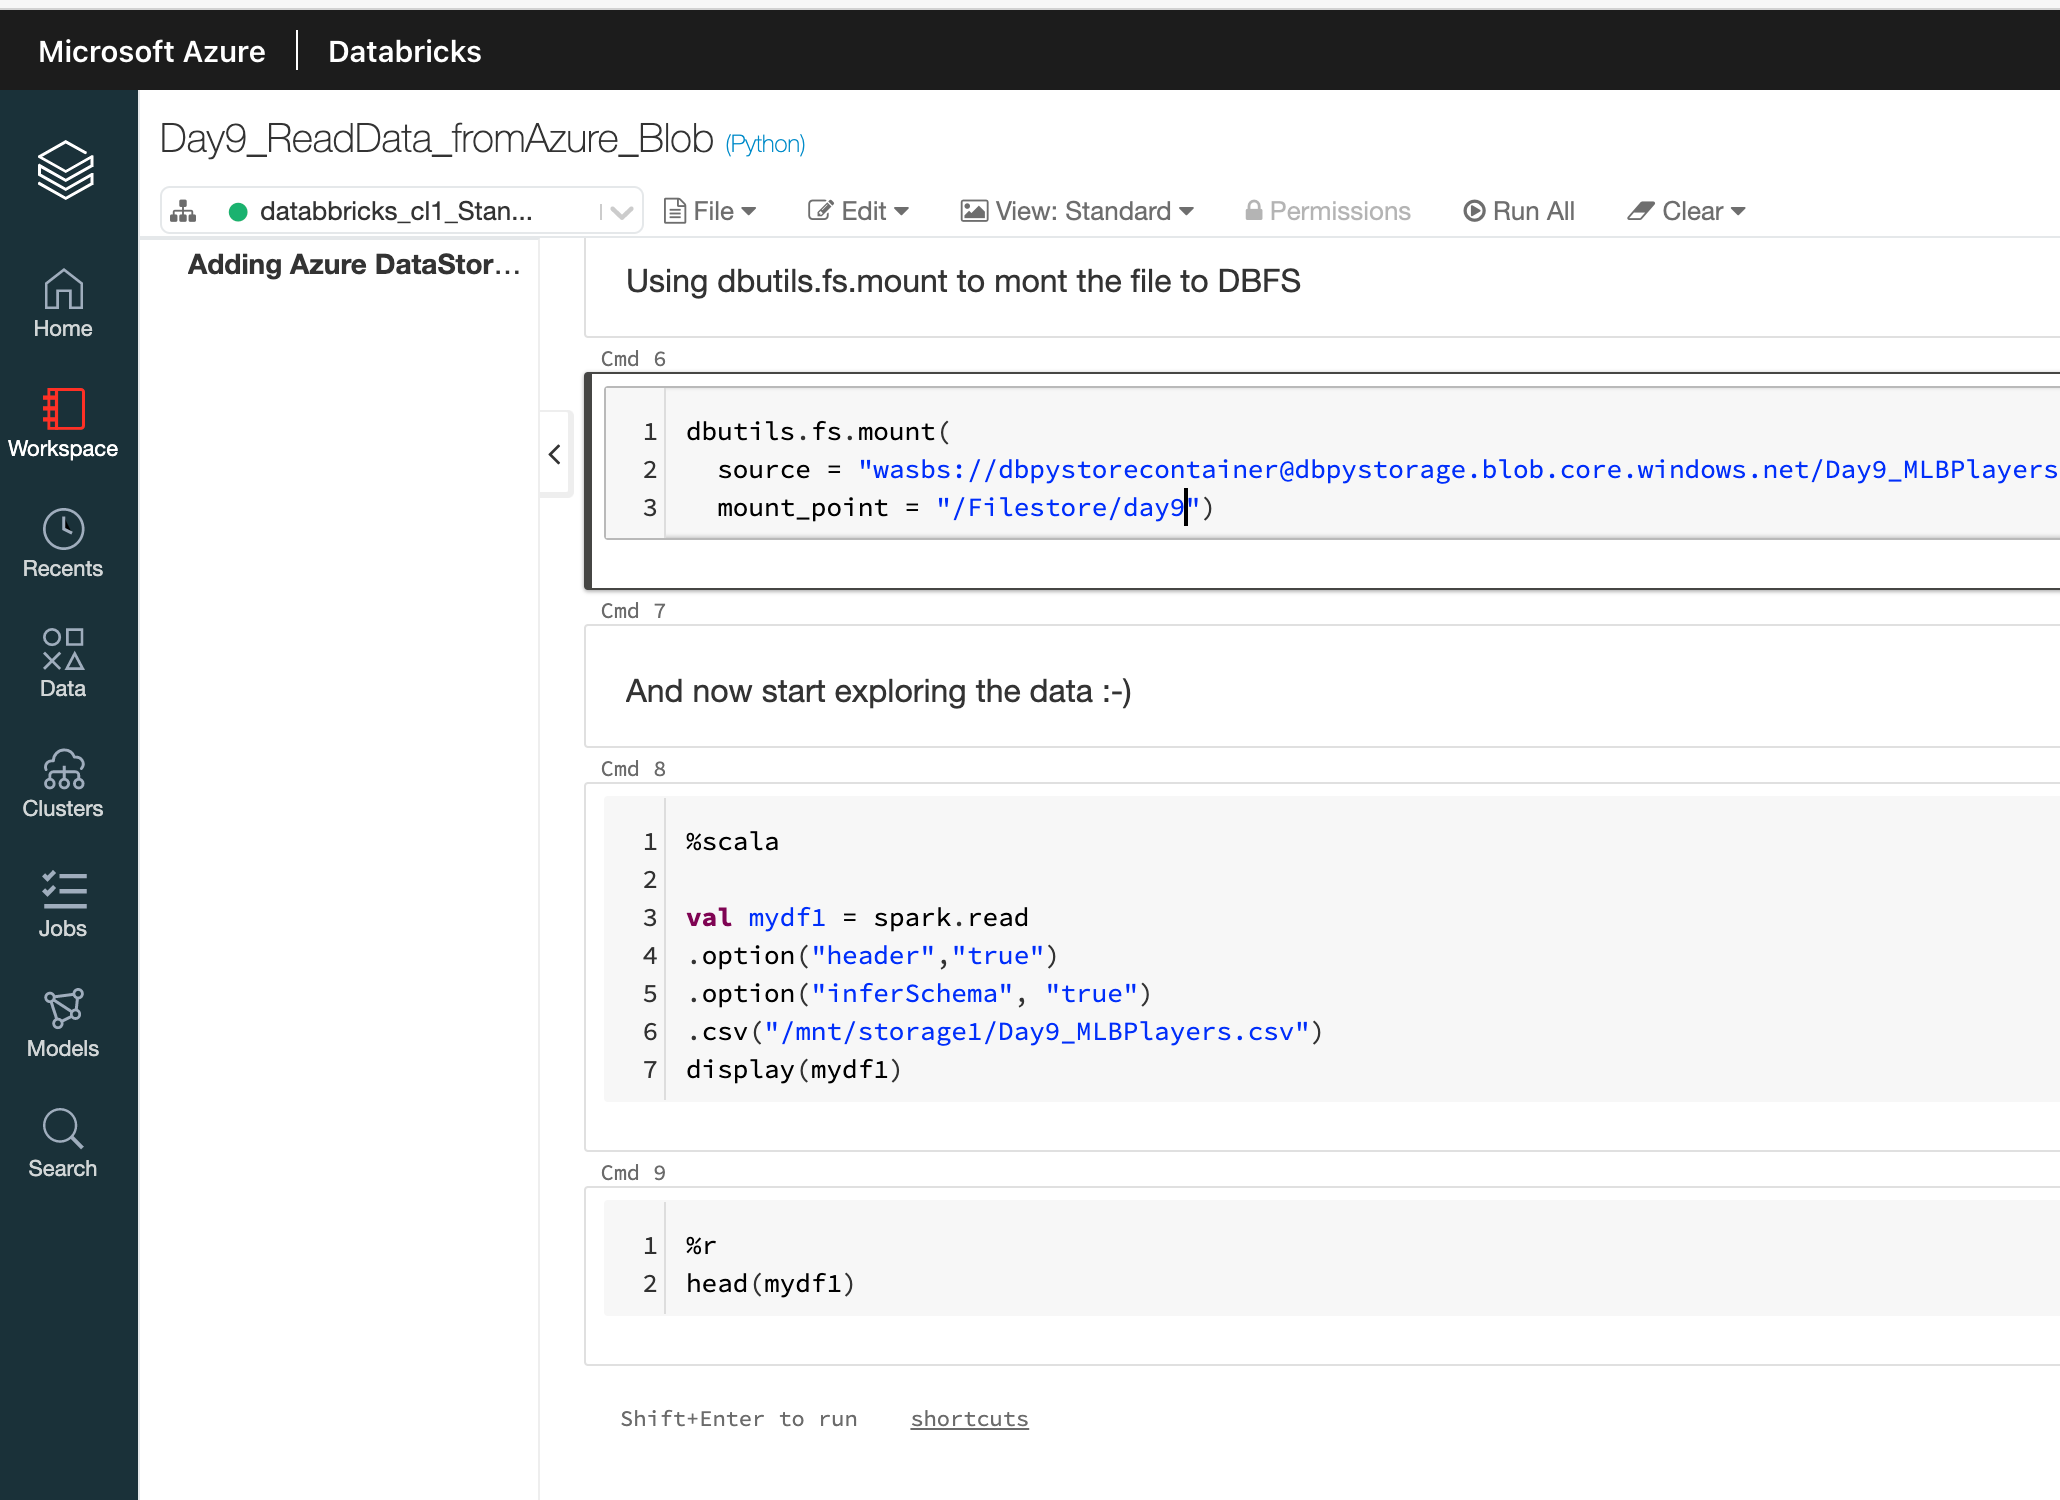 Microsoft Azure | Databricks
Day9_ReadData_fromAzure_Blob (Python)
databbricks_cl1_Stan... File Edit View: Standard Permissions Run All Clear
Home
Workspace
Recents
Data
Clusters
Jobs
Models
Search
Adding Azure DataStor...
Using dbutils.fs.mount to mont the file to DBFS
Cmd 6
1 dbutils.fs.mount(
2 source = "wasbs://dbpystorecontainer@dbpystorage.blob.core.windows.net/Day9_MLBPlayers
3 mount_point = "/Filestore/day9")
Cmd 7
And now start exploring the data :-)
Cmd 8
1 %scala
2
3 val mydf1 = spark.read
4 .option("header","true")
5 .option("inferSchema", "true")
6 .csv("/mnt/storage1/Day9_MLBPlayers.csv")
7 display(mydf1)
Cmd 9
1 %r
2 head(mydf1)
Shift+Enter to run shortcuts